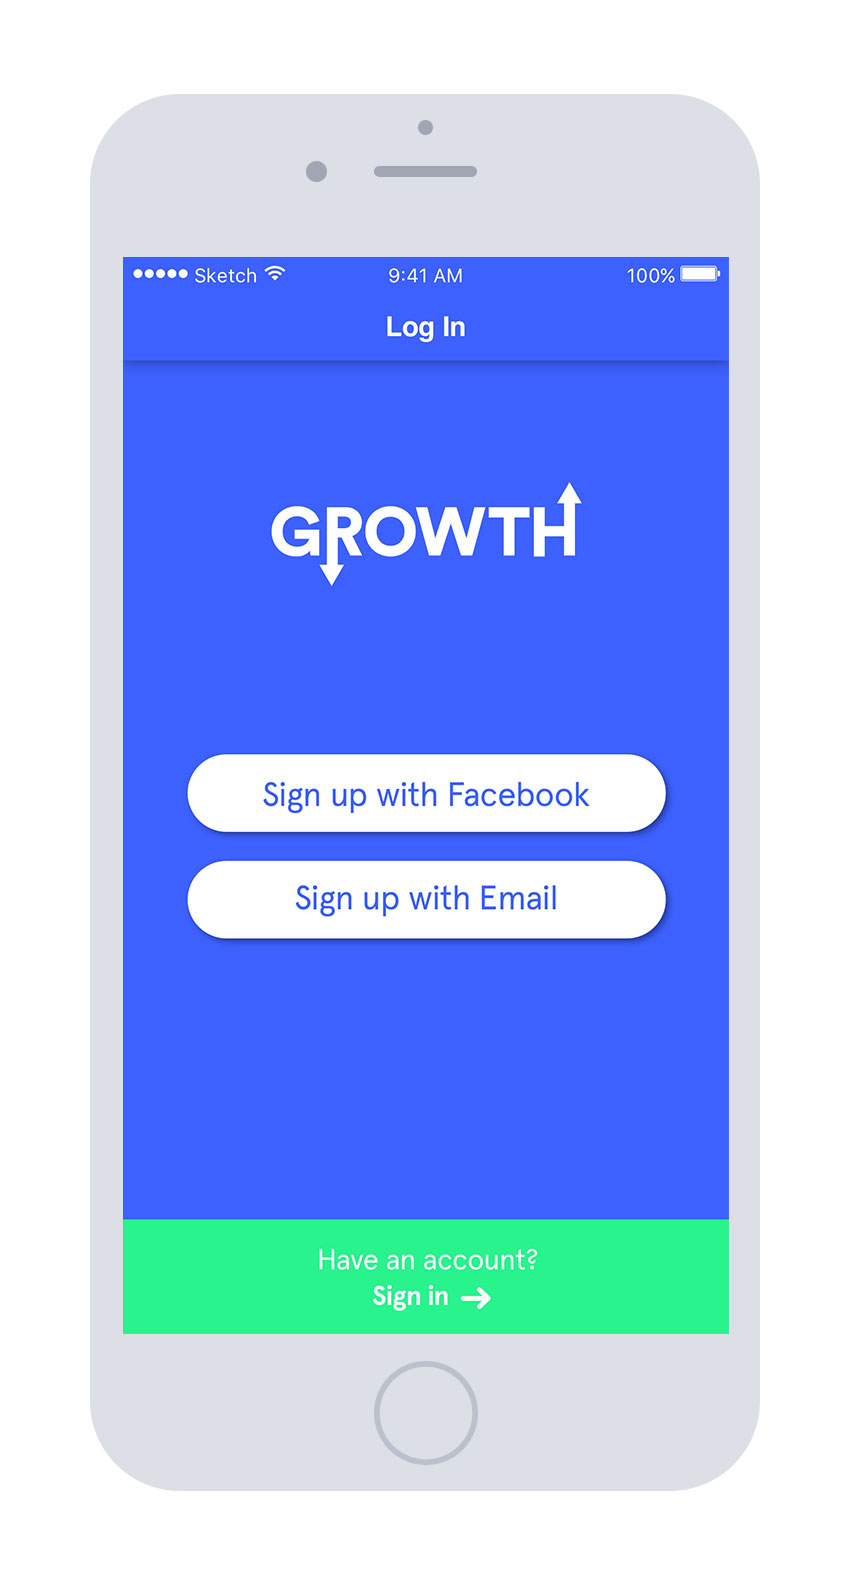 Sketch 9:41 AM 100%
Log In
GROWTH
Sign up with Facebook
Sign up with Email
Have an account?
Sign in